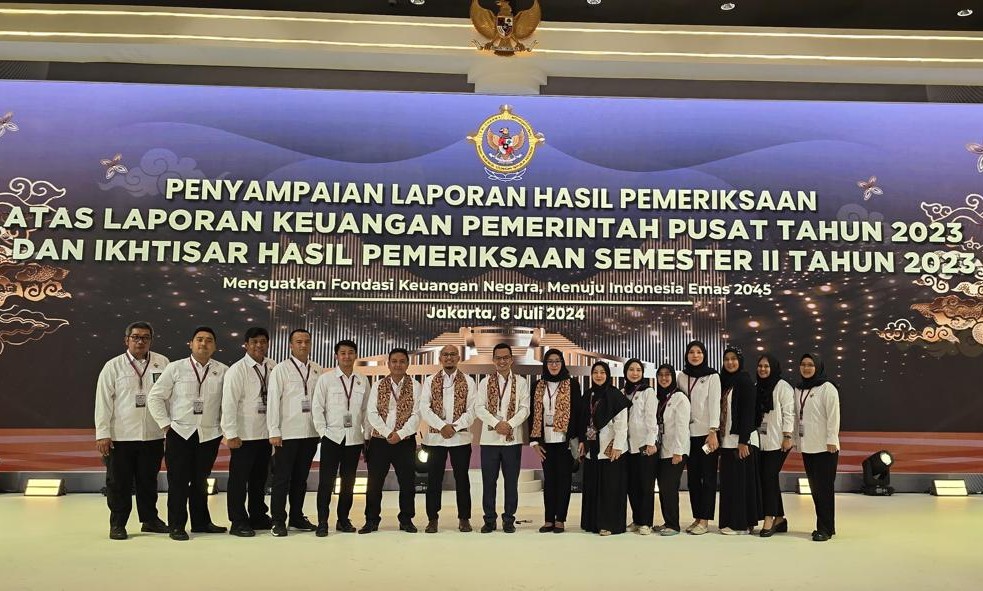 PENYAMPAIAN LAPORAN HASIL PEMERIKSAAN
ATAS LAPORAN KEUANGAN PEMERINTAH PUSAT TAHUN 2023
DAN IKHTISAR HASIL PEMERIKSAAN SEMESTER II TAHUN 2023
Menguatkan Fondasi Keuangan Negara, Menuju Indonesia Emas 2045
Jakarta, 8 Juli 2024